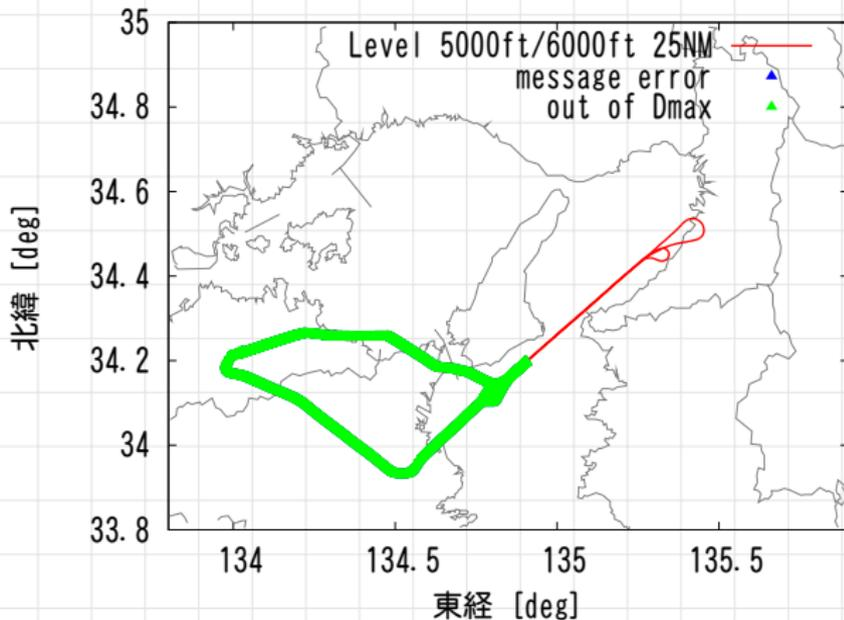 35
Level 5000ft/6000ft 25NM
message error
34.8
out of Dmax
34.6
34.4
34.2
34
33.8
北緯 [deg]
134
134.5
135
135.5
東経 [deg]